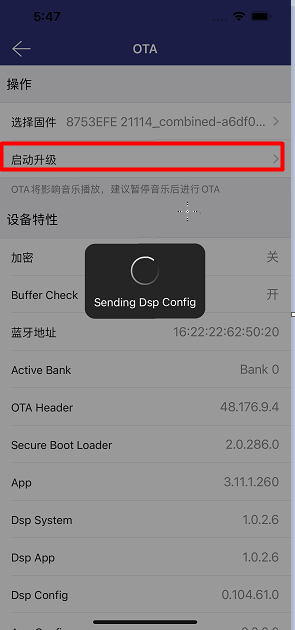 5:47
OTA
操作
选择固件 8753EFE 21114_combined-a6df0...
启动升级
OTA将影响音乐播放，建议暂停音乐后进行OTA
设备特性
加密 关
Buffer Check 开
Sending Dsp Config
蓝牙地址 16:22:22:62:50:20
Active Bank Bank 0
OTA Header 48.176.9.4
Secure Boot Loader 2.0.286.0
App 3.11.1.260
Dsp System 1.0.2.6
Dsp App 1.0.2.6
Dsp Config 0.104.61.0